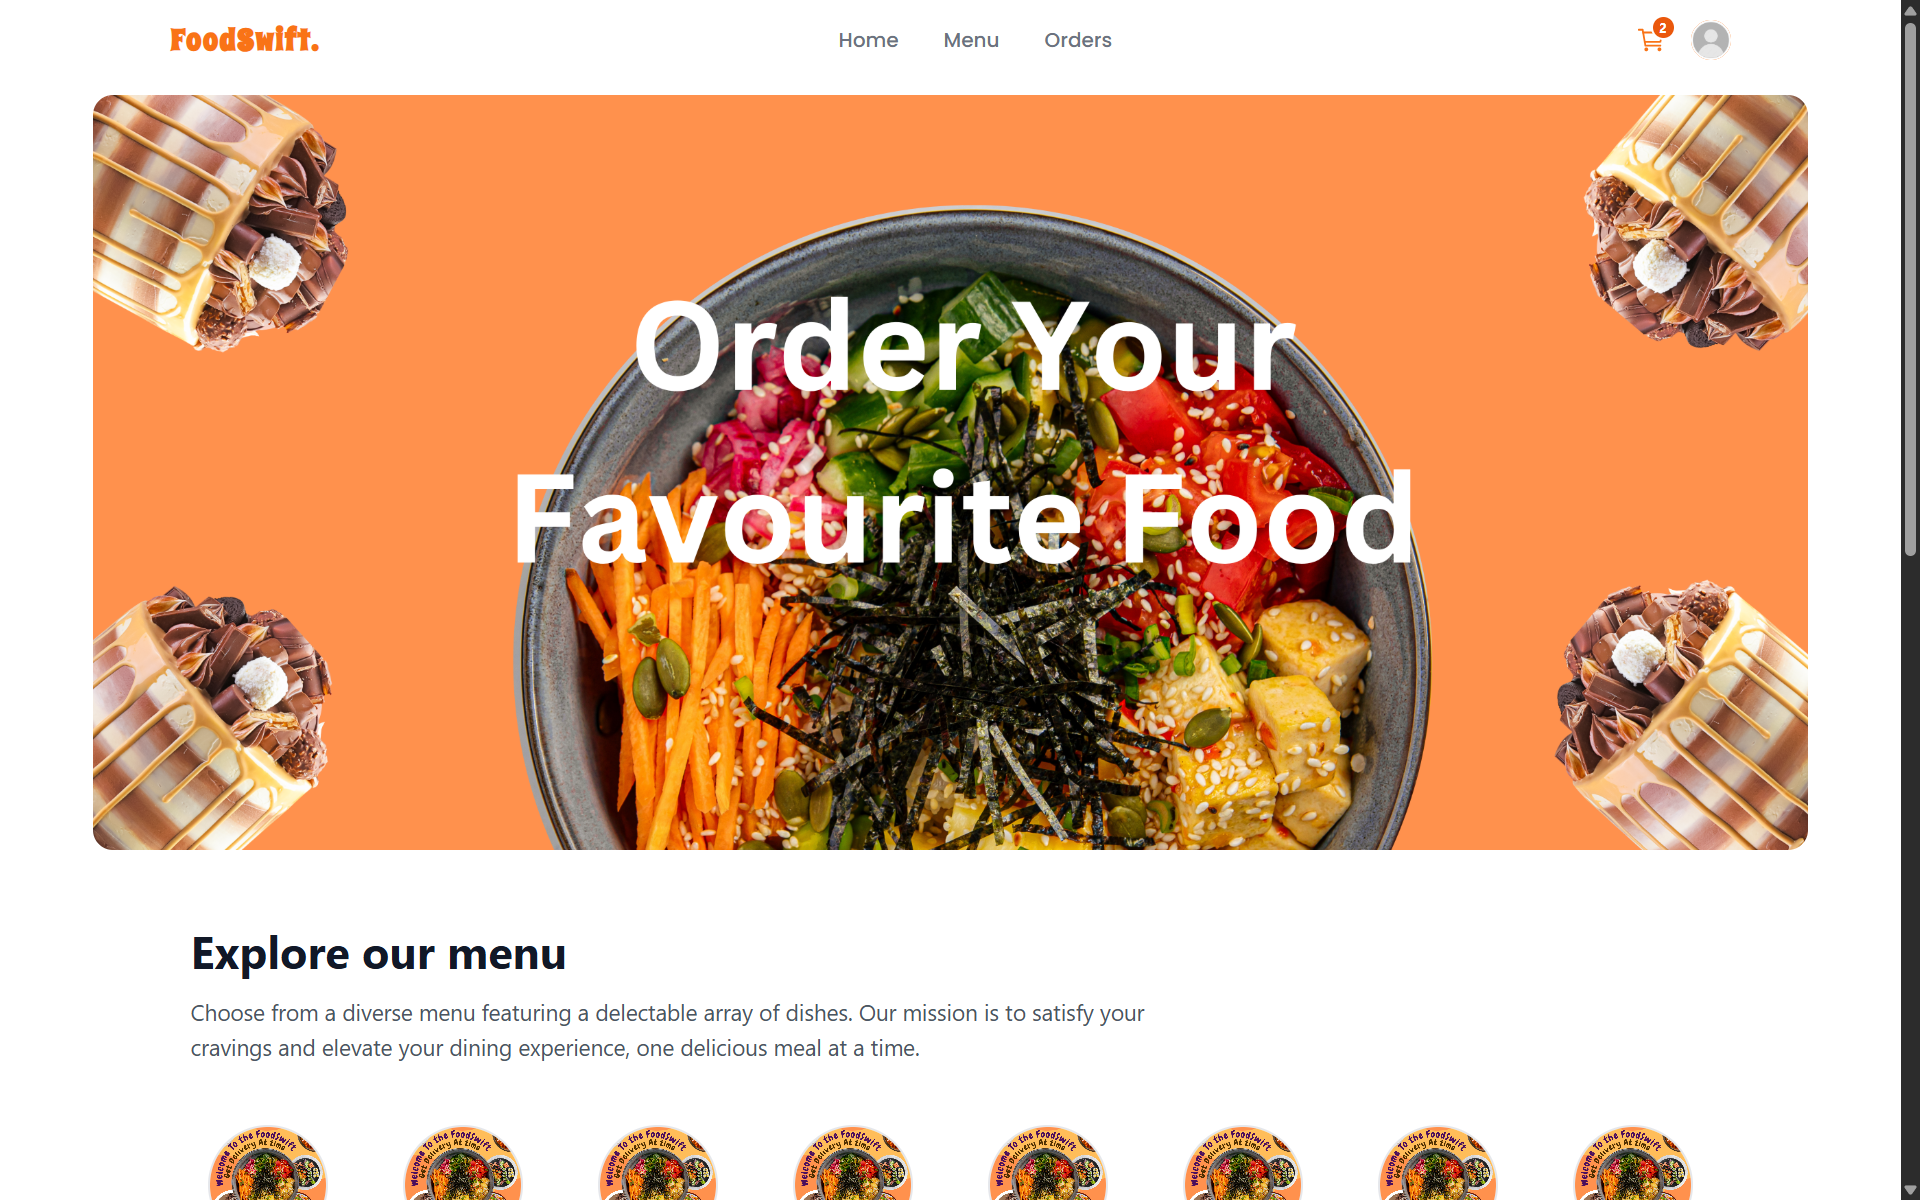 FoodSwift.
Home
Menu
Orders
2
Order Your
Favourite Food
Explore our menu
Choose from a diverse menu featuring a delectable array of dishes. Our mission is to satisfy your
cravings and elevate your dining experience, one delicious meal at a time.
Welcome To the FoodSwift
Get Delivery At time
Welcome To the FoodSwift
Get Delivery At time
Welcome To the FoodSwift
Get Delivery At time
Welcome To the FoodSwift
Get Delivery At time
Welcome To the FoodSwift
Get Delivery At time
Welcome To the FoodSwift
Get Delivery At time
Welcome To the FoodSwift
Get Delivery At time
Welcome To the FoodSwift
Get Delivery At time